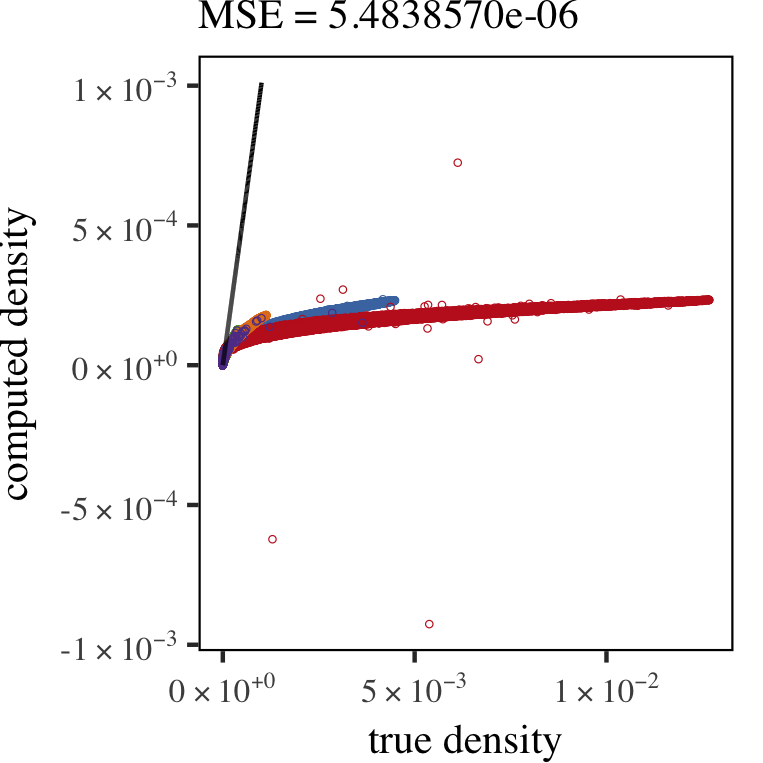 MSE = 5.4838570e-06
1 × 10⁻³
5 × 10⁻⁴
0 × 10⁺⁰
-5 × 10⁻⁴
-1 × 10⁻³
computed density
0 × 10⁺⁰ 5 × 10⁻³ 1 × 10⁻²
true density